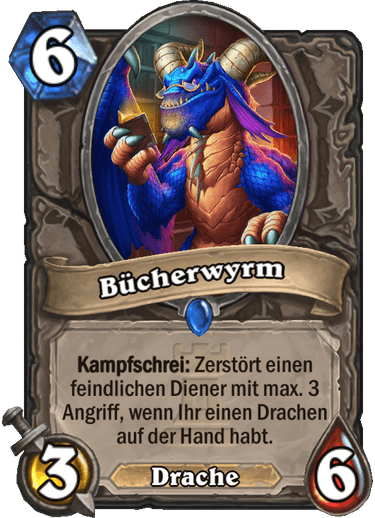 6
Bücherwyrm
Kampfschrei: Zerstört einen
feindlichen Diener mit max. 3
Angriff, wenn Ihr einen Drachen
auf der Hand habt.
3
Drache
6